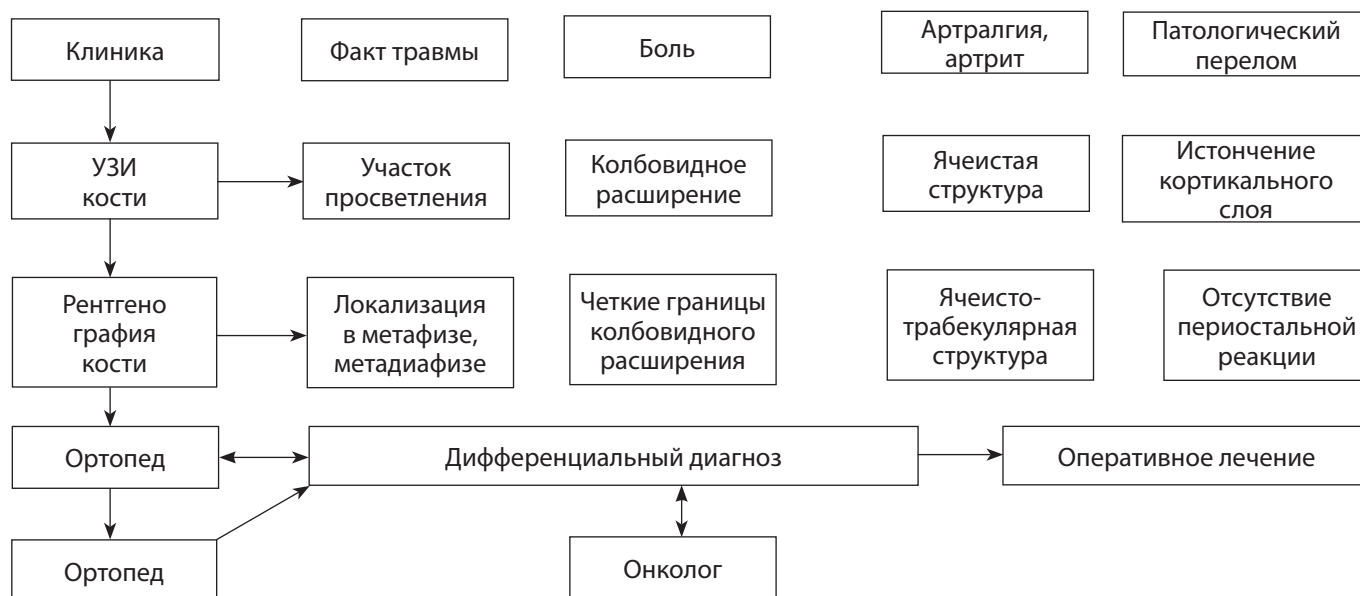 Клиника
Факт травмы
Боль
Артралгия,
артрит
Патологический
перелом
УЗИ
кости
Участок
просветления
Колбовидное
расширение
Ячеистая
структура
Истончение
кортикального
слоя
Рентгено
графия
кости
Локализация
в метафизе,
метадиафизе
Четкие границы
колбовидного
расширения
Ячеисто-
трабекулярная
структура
Отсутствие
периостальной
реакции
Ортопед
Дифференциальный диагноз
Оперативное лечение
Ортопед
Онколог